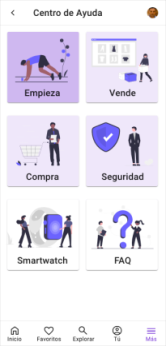 Centro de Ayuda
Empieza
Vende
Compra
Seguridad
Smartwatch
FAQ
Inicio
Favoritos
Explorar
Tú
Más